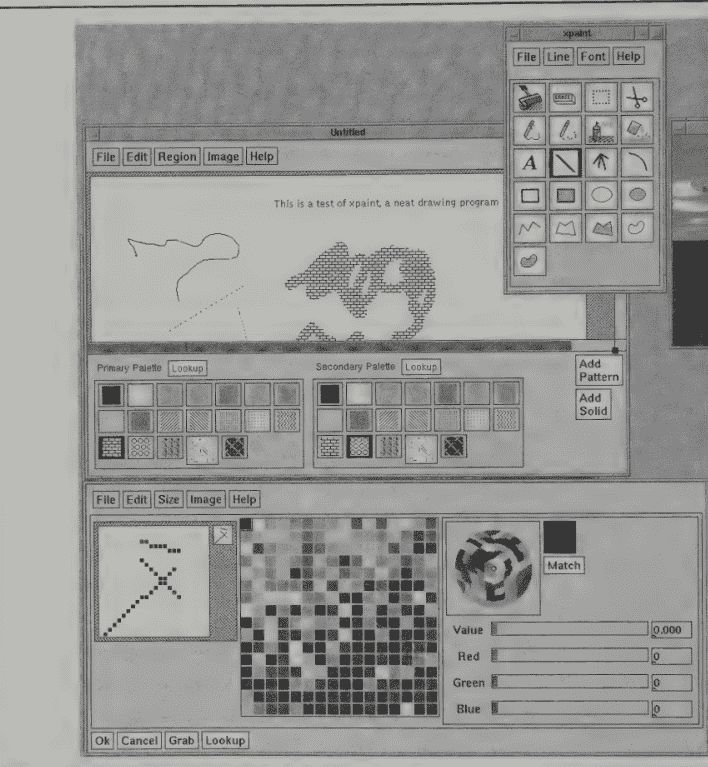 xpaint
File Line Font Help
Untitled
File Edit Region Image Help
A
This is a test of xpaint, a neat drawing program
Primary Palette Lookup
Secondary Palette Lookup
Add Pattern
Add Solid
File Edit Size Image Help
Match
Value 0.000
Red 0
Green 0
Blue 0
Ok Cancel Grab Lookup